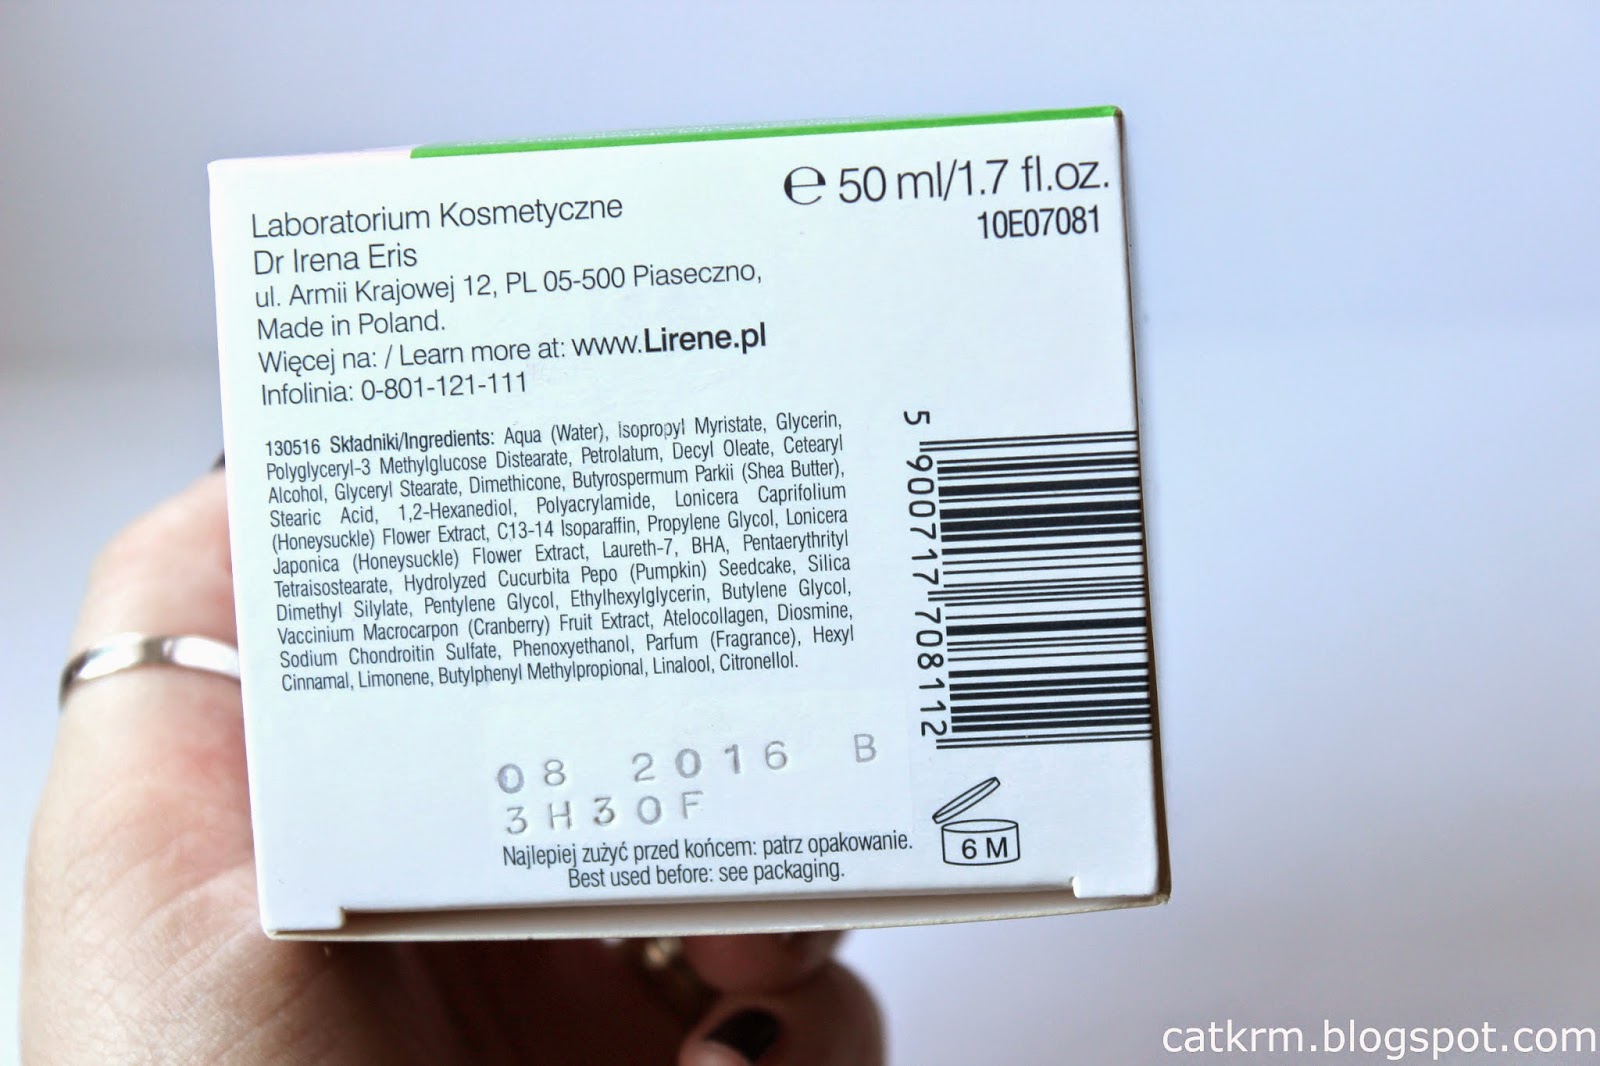 Laboratorium Kosmetyczne
Dr Irena Eris
ul. Armii Krajowej 12, PL 05-500 Piaseczno,
Made in Poland.
Więcej na: / Learn more at: www.Lirene.pl
Infolinia: 0-801-121-111
℮ 50 ml/1.7 fl.oz.
10E07081
130516 Składniki/Ingredients: Aqua (Water), Isopropyl Myristate, Glycerin,
Polyglyceryl-3 Methylglucose Distearate, Petrolatum, Decyl Oleate, Cetearyl
Alcohol, Glyceryl Stearate, Dimethicone, Butyrospermum Parkii (Shea Butter),
Stearic Acid, 1,2-Hexanediol, Polyacrylamide, Lonicera Caprifolium
(Honeysuckle) Flower Extract, C13-14 Isoparaffin, Propylene Glycol, Lonicera
Japonica (Honeysuckle) Flower Extract, Laureth-7, BHA, Pentaerythrityl
Tetraisostearate, Hydrolyzed Cucurbita Pepo (Pumpkin) Seedcake, Silica
Dimethyl Silylate, Pentylene Glycol, Ethylhexylglycerin, Butylene Glycol,
Vaccinium Macrocarpon (Cranberry) Fruit Extract, Atelocollagen, Diosmine,
Sodium Chondroitin Sulfate, Phenoxyethanol, Parfum (Fragrance), Hexyl
Cinnamal, Limonene, Butylphenyl Methylpropional, Linalool, Citronellol.
5 900717 708112
08 2016 B
3H30F
Najlepiej zużyć przed końcem: patrz opakowanie.
Best used before: see packaging.
6 M
catkrm.blogspot.com